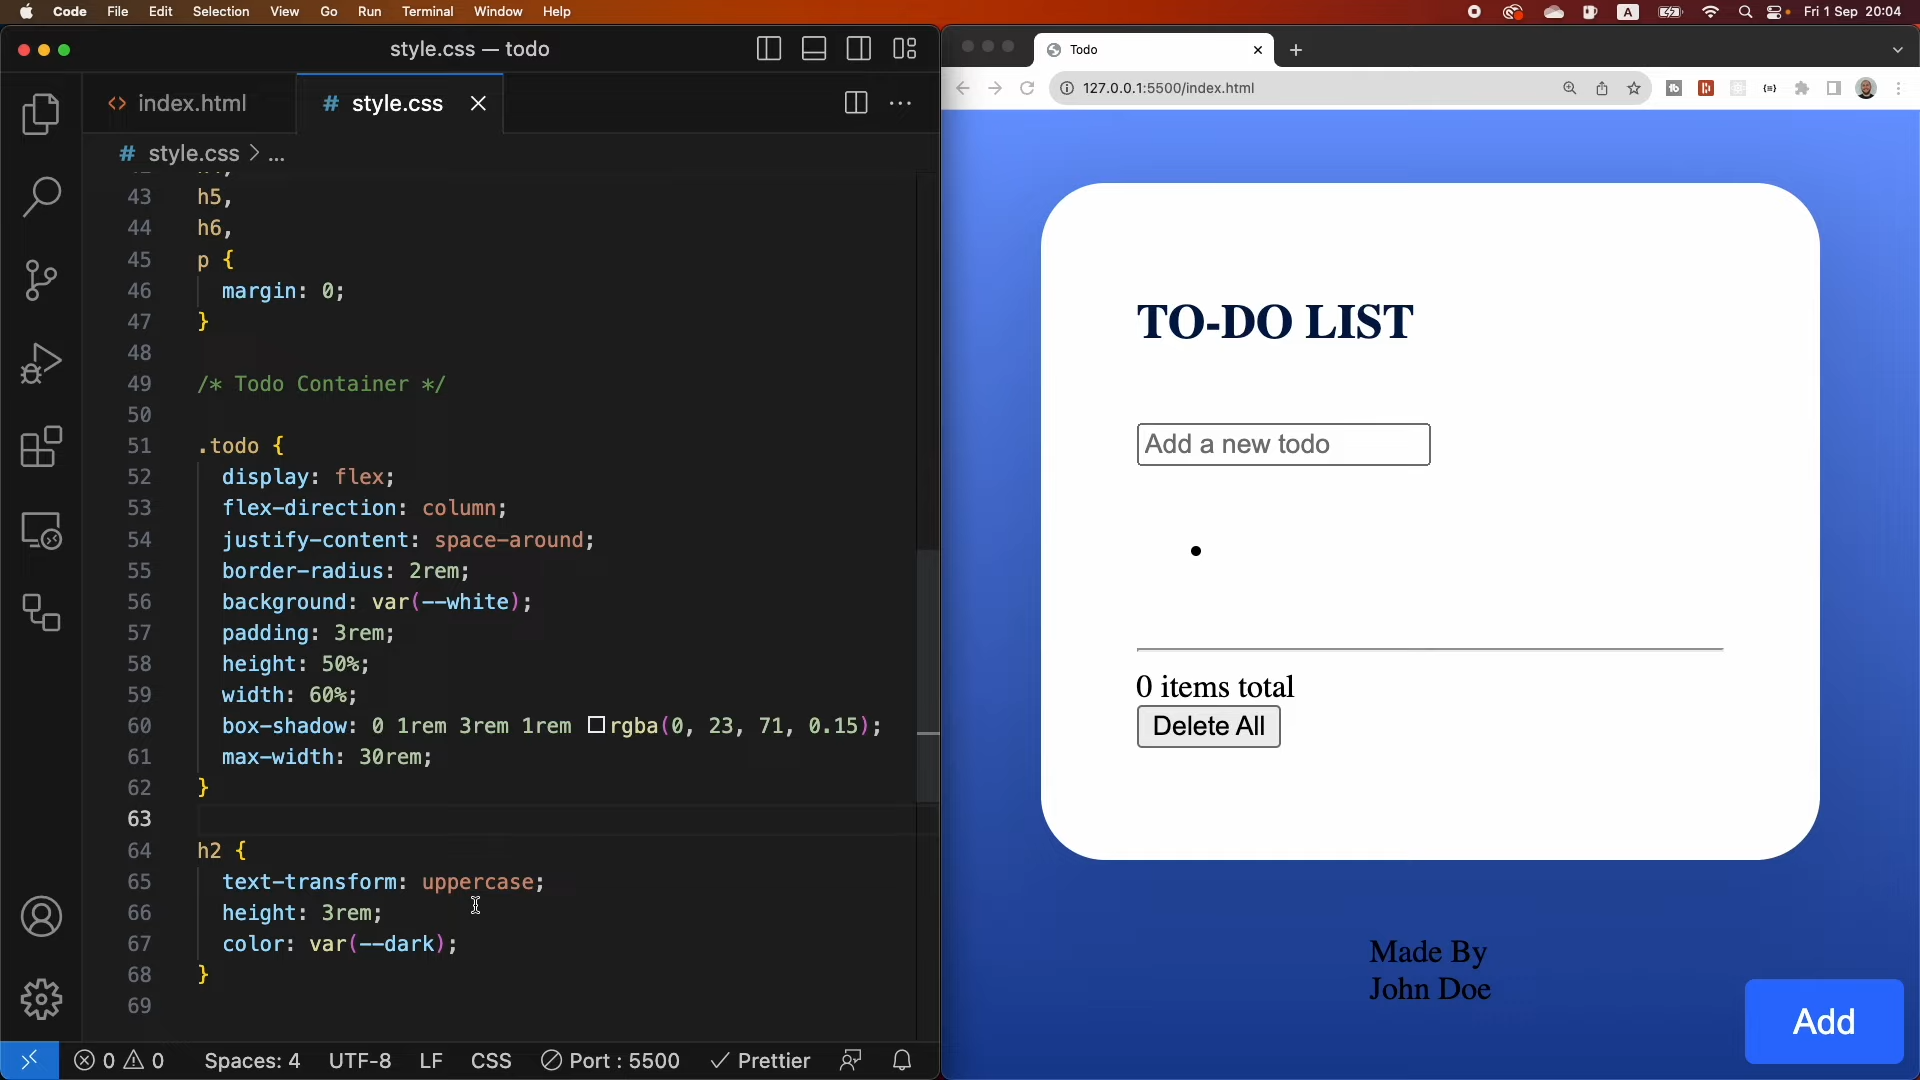 Code File Edit Selection View Go Run Terminal Window Help
A Fri 1 Sep 20:04
style.css — todo
index.html
# style.css
# style.css > ...
43 h5,
44 h6,
45 p {
46 margin: 0;
47 }
48
49 /* Todo Container */
50
51 .todo {
52 display: flex;
53 flex-direction: column;
54 justify-content: space-around;
55 border-radius: 2rem;
56 background: var(--white);
57 padding: 3rem;
58 height: 50%;
59 width: 60%;
60 box-shadow: 0 1rem 3rem 1rem rgba(0, 23, 71, 0.15);
61 max-width: 30rem;
62 }
63
64 h2 {
65 text-transform: uppercase;
66 height: 3rem;
67 color: var(--dark);
68 }
69
0 0 Spaces: 4 UTF-8 LF CSS Port : 5500 Prettier
Todo
127.0.0.1:5500/index.html
TO-DO LIST
Add a new todo
0 items total
Delete All
Made By
John Doe
Add